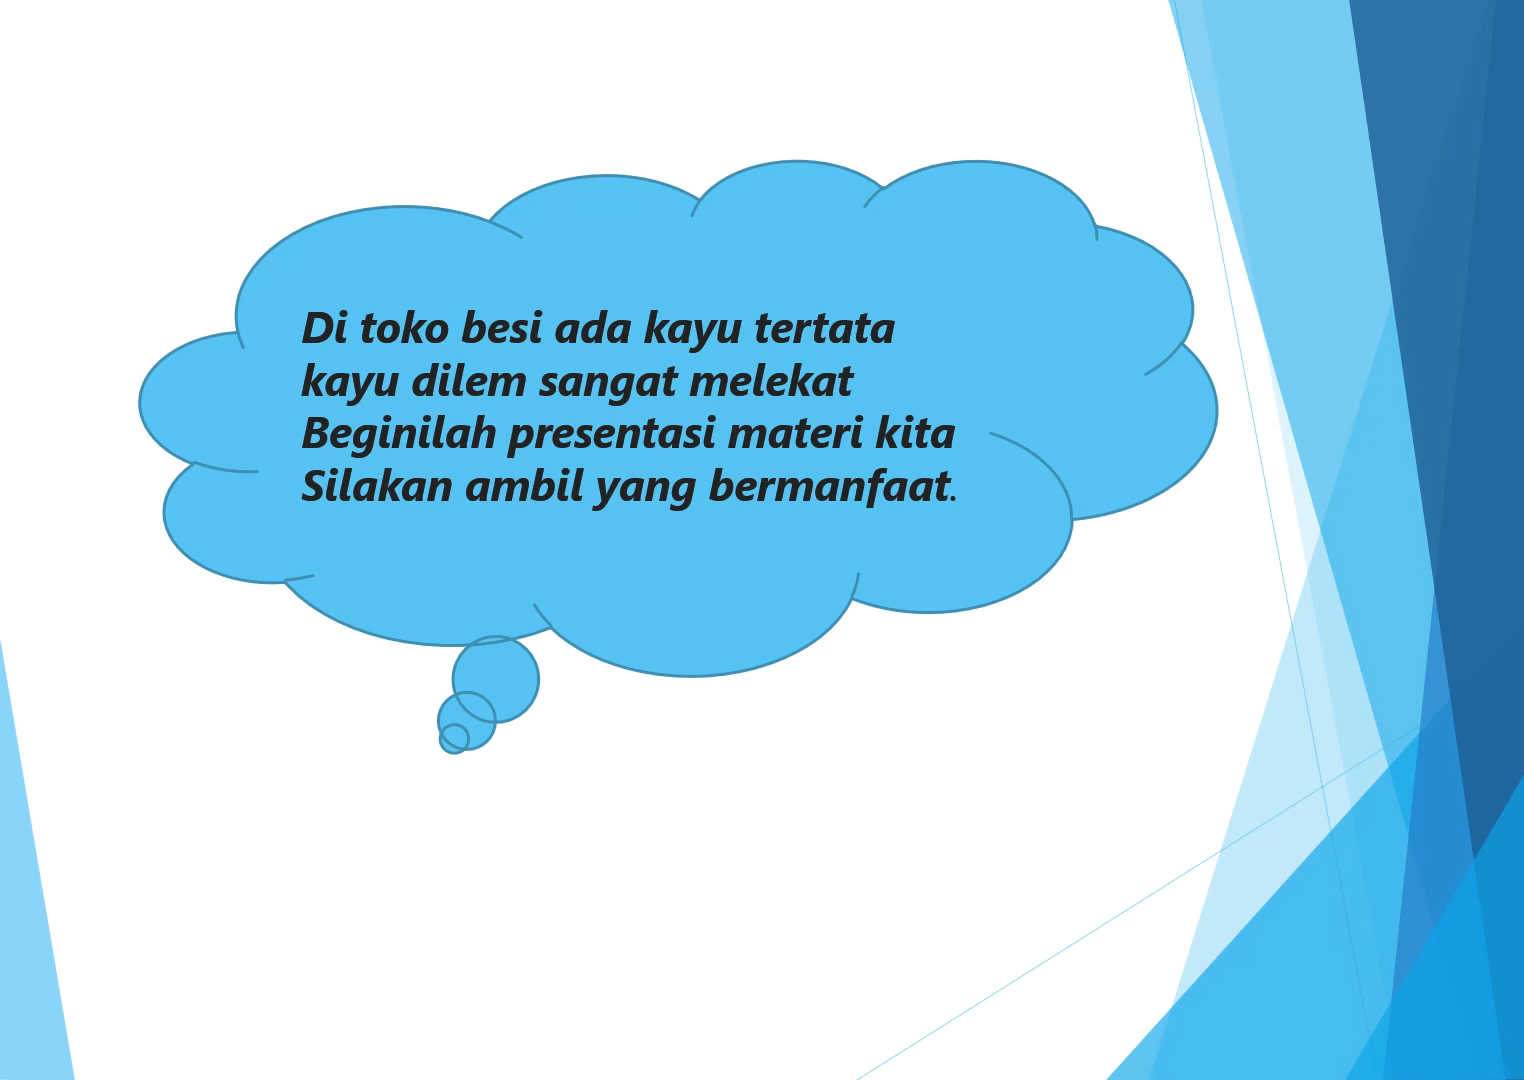 Di toko besi ada kayu tertata
kayu dilem sangat melekat
Beginilah presentasi materi kita
Silakan ambil yang bermanfaat.